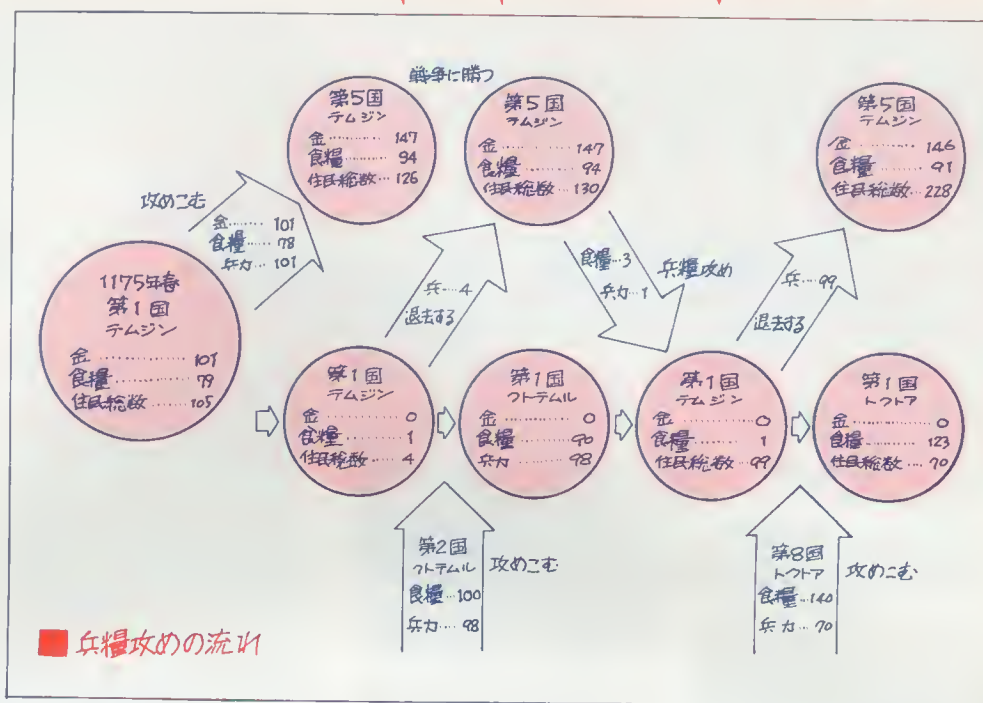 戦争に勝つ
第5国
テムジン
金…………147
食糧………94
住民総数…126
第5国
テムジン
金…………147
食糧………94
住民総数…130
第5国
テムジン
金…………146
食糧………91
住民総数…228
攻めこむ
金………101
食糧……78
兵力…101
1175年春
第1国
テムジン
金……………101
食糧…………79
住民総数………105
兵……4
退去する
食糧…3
兵力…1
兵糧攻め
兵……99
退去する
第1国
テムジン
金…………0
食糧………1
住民総数……4
第1国
クトテムル
金…………0
食糧………90
兵力………98
第1国
テムジン
金…………0
食糧………1
住民総数…99
第1国
トクトア
金…………0
食糧………123
住民総数…70
第2国
クトテムル
食糧…100
兵力…98
攻めこむ
第8国
トクトア
食糧…140
兵力…70
攻めこむ
■兵糧攻めの流れ